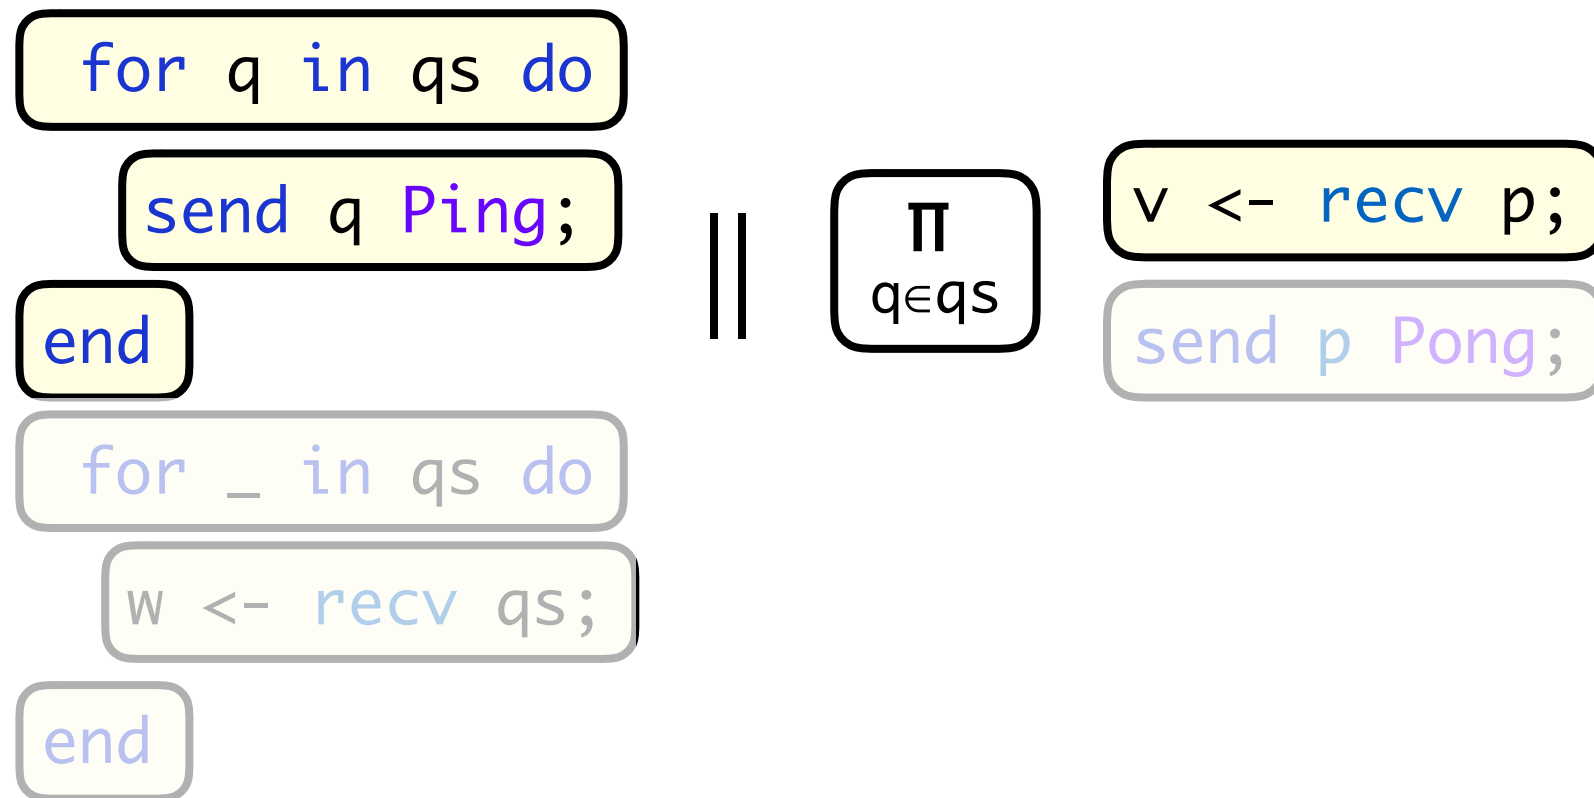 for q in qs do
send q Ping;
end
for _ in qs do
w <- recv qs;
end
||
Π
q∈qs
v <- recv p;
send p Pong;